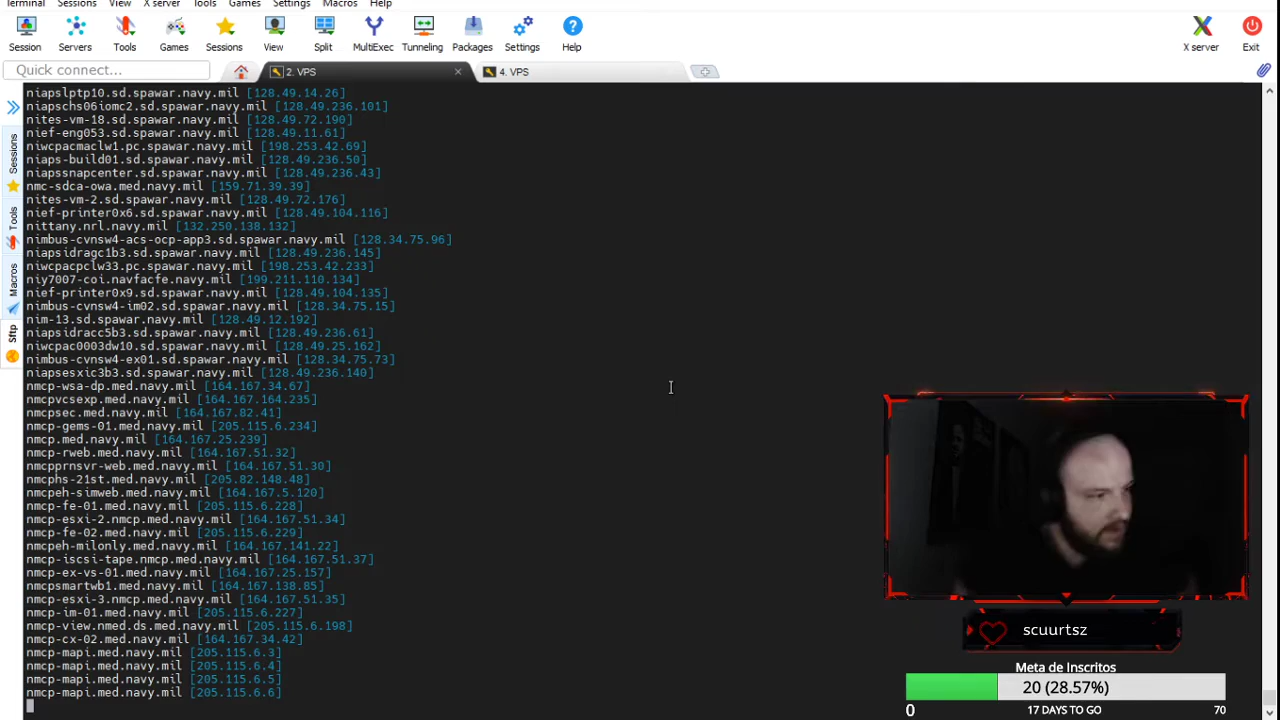 Terminal Sessions View X server Tools Games Settings Macros Help
Session Servers Tools Games Sessions View Split MultiExec Tunneling Packages Settings Help X server Exit
Quick connect... 2. VPS 4. VPS
Sessions
Tools
Macros
Sftp
niapslptp10.sd.spawar.navy.mil [128.49.14.26]
niapschs06iomc2.sd.spawar.navy.mil [128.49.236.101]
nites-vm-18.sd.spawar.navy.mil [128.49.72.190]
nief-eng053.sd.spawar.navy.mil [128.49.11.61]
niwcpacmaclw1.pc.spawar.navy.mil [198.253.42.69]
niaps-build01.sd.spawar.navy.mil [128.49.236.50]
niapssnapcenter.sd.spawar.navy.mil [128.49.236.43]
nmc-sdca-owa.med.navy.mil [159.71.39.39]
nites-vm-2.sd.spawar.navy.mil [128.49.72.176]
nief-printer0x6.sd.spawar.navy.mil [128.49.104.116]
nittany.nrl.navy.mil [132.250.138.132]
nimbus-cvnsw4-acs-ocp-app3.sd.spawar.navy.mil [128.34.75.96]
niapsidragc1b3.sd.spawar.navy.mil [128.49.236.145]
niwcpacpclw33.pc.spawar.navy.mil [198.253.42.233]
niy7007-coi.navfacfe.navy.mil [199.211.110.134]
nief-printer0x9.sd.spawar.navy.mil [128.49.104.135]
nimbus-cvnsw4-im02.sd.spawar.navy.mil [128.34.75.15]
nim-13.sd.spawar.navy.mil [128.49.12.192]
niapsidracc5b3.sd.spawar.navy.mil [128.49.236.61]
niwcpac0003dw10.sd.spawar.navy.mil [128.49.25.162]
nimbus-cvnsw4-ex01.sd.spawar.navy.mil [128.34.75.73]
niapsesxic3b3.sd.spawar.navy.mil [128.49.236.140]
nmcp-wsa-dp.med.navy.mil [164.167.34.67]
nmcpvcsexp.med.navy.mil [164.167.164.235]
nmcpsec.med.navy.mil [164.167.82.41]
nmcp-gems-01.med.navy.mil [205.115.6.234]
nmcp.med.navy.mil [164.167.25.239]
nmcp-rweb.med.navy.mil [164.167.51.32]
nmcpprnsvr-web.med.navy.mil [164.167.51.30]
nmcphs-21st.med.navy.mil [205.82.148.48]
nmcpeh-simweb.med.navy.mil [164.167.5.120]
nmcp-fe-01.med.navy.mil [205.115.6.228]
nmcp-esxi-2.nmcp.med.navy.mil [164.167.51.34]
nmcp-fe-02.med.navy.mil [205.115.6.229]
nmcpeh-milonly.med.navy.mil [164.167.141.22]
nmcp-iscsi-tape.nmcp.med.navy.mil [164.167.51.37]
nmcp-ex-vs-01.med.navy.mil [164.167.25.157]
nmcpsmartwb1.med.navy.mil [164.167.138.85]
nmcp-esxi-3.nmcp.med.navy.mil [164.167.51.35]
nmcp-im-01.med.navy.mil [205.115.6.227]
nmcp-view.nmed.ds.med.navy.mil [205.115.6.198]
nmcp-cx-02.med.navy.mil [164.167.34.42]
nmcp-mapi.med.navy.mil [205.115.6.3]
nmcp-mapi.med.navy.mil [205.115.6.4]
nmcp-mapi.med.navy.mil [205.115.6.5]
nmcp-mapi.med.navy.mil [205.115.6.6]
scuurtsz
Meta de Inscritos
20 (28.57%)
0 17 DAYS TO GO 70